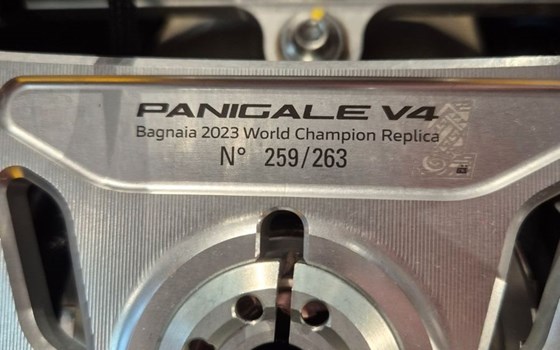 PANIGALE V4
Bagnaia 2023 World Champion Replica
N° 259/263